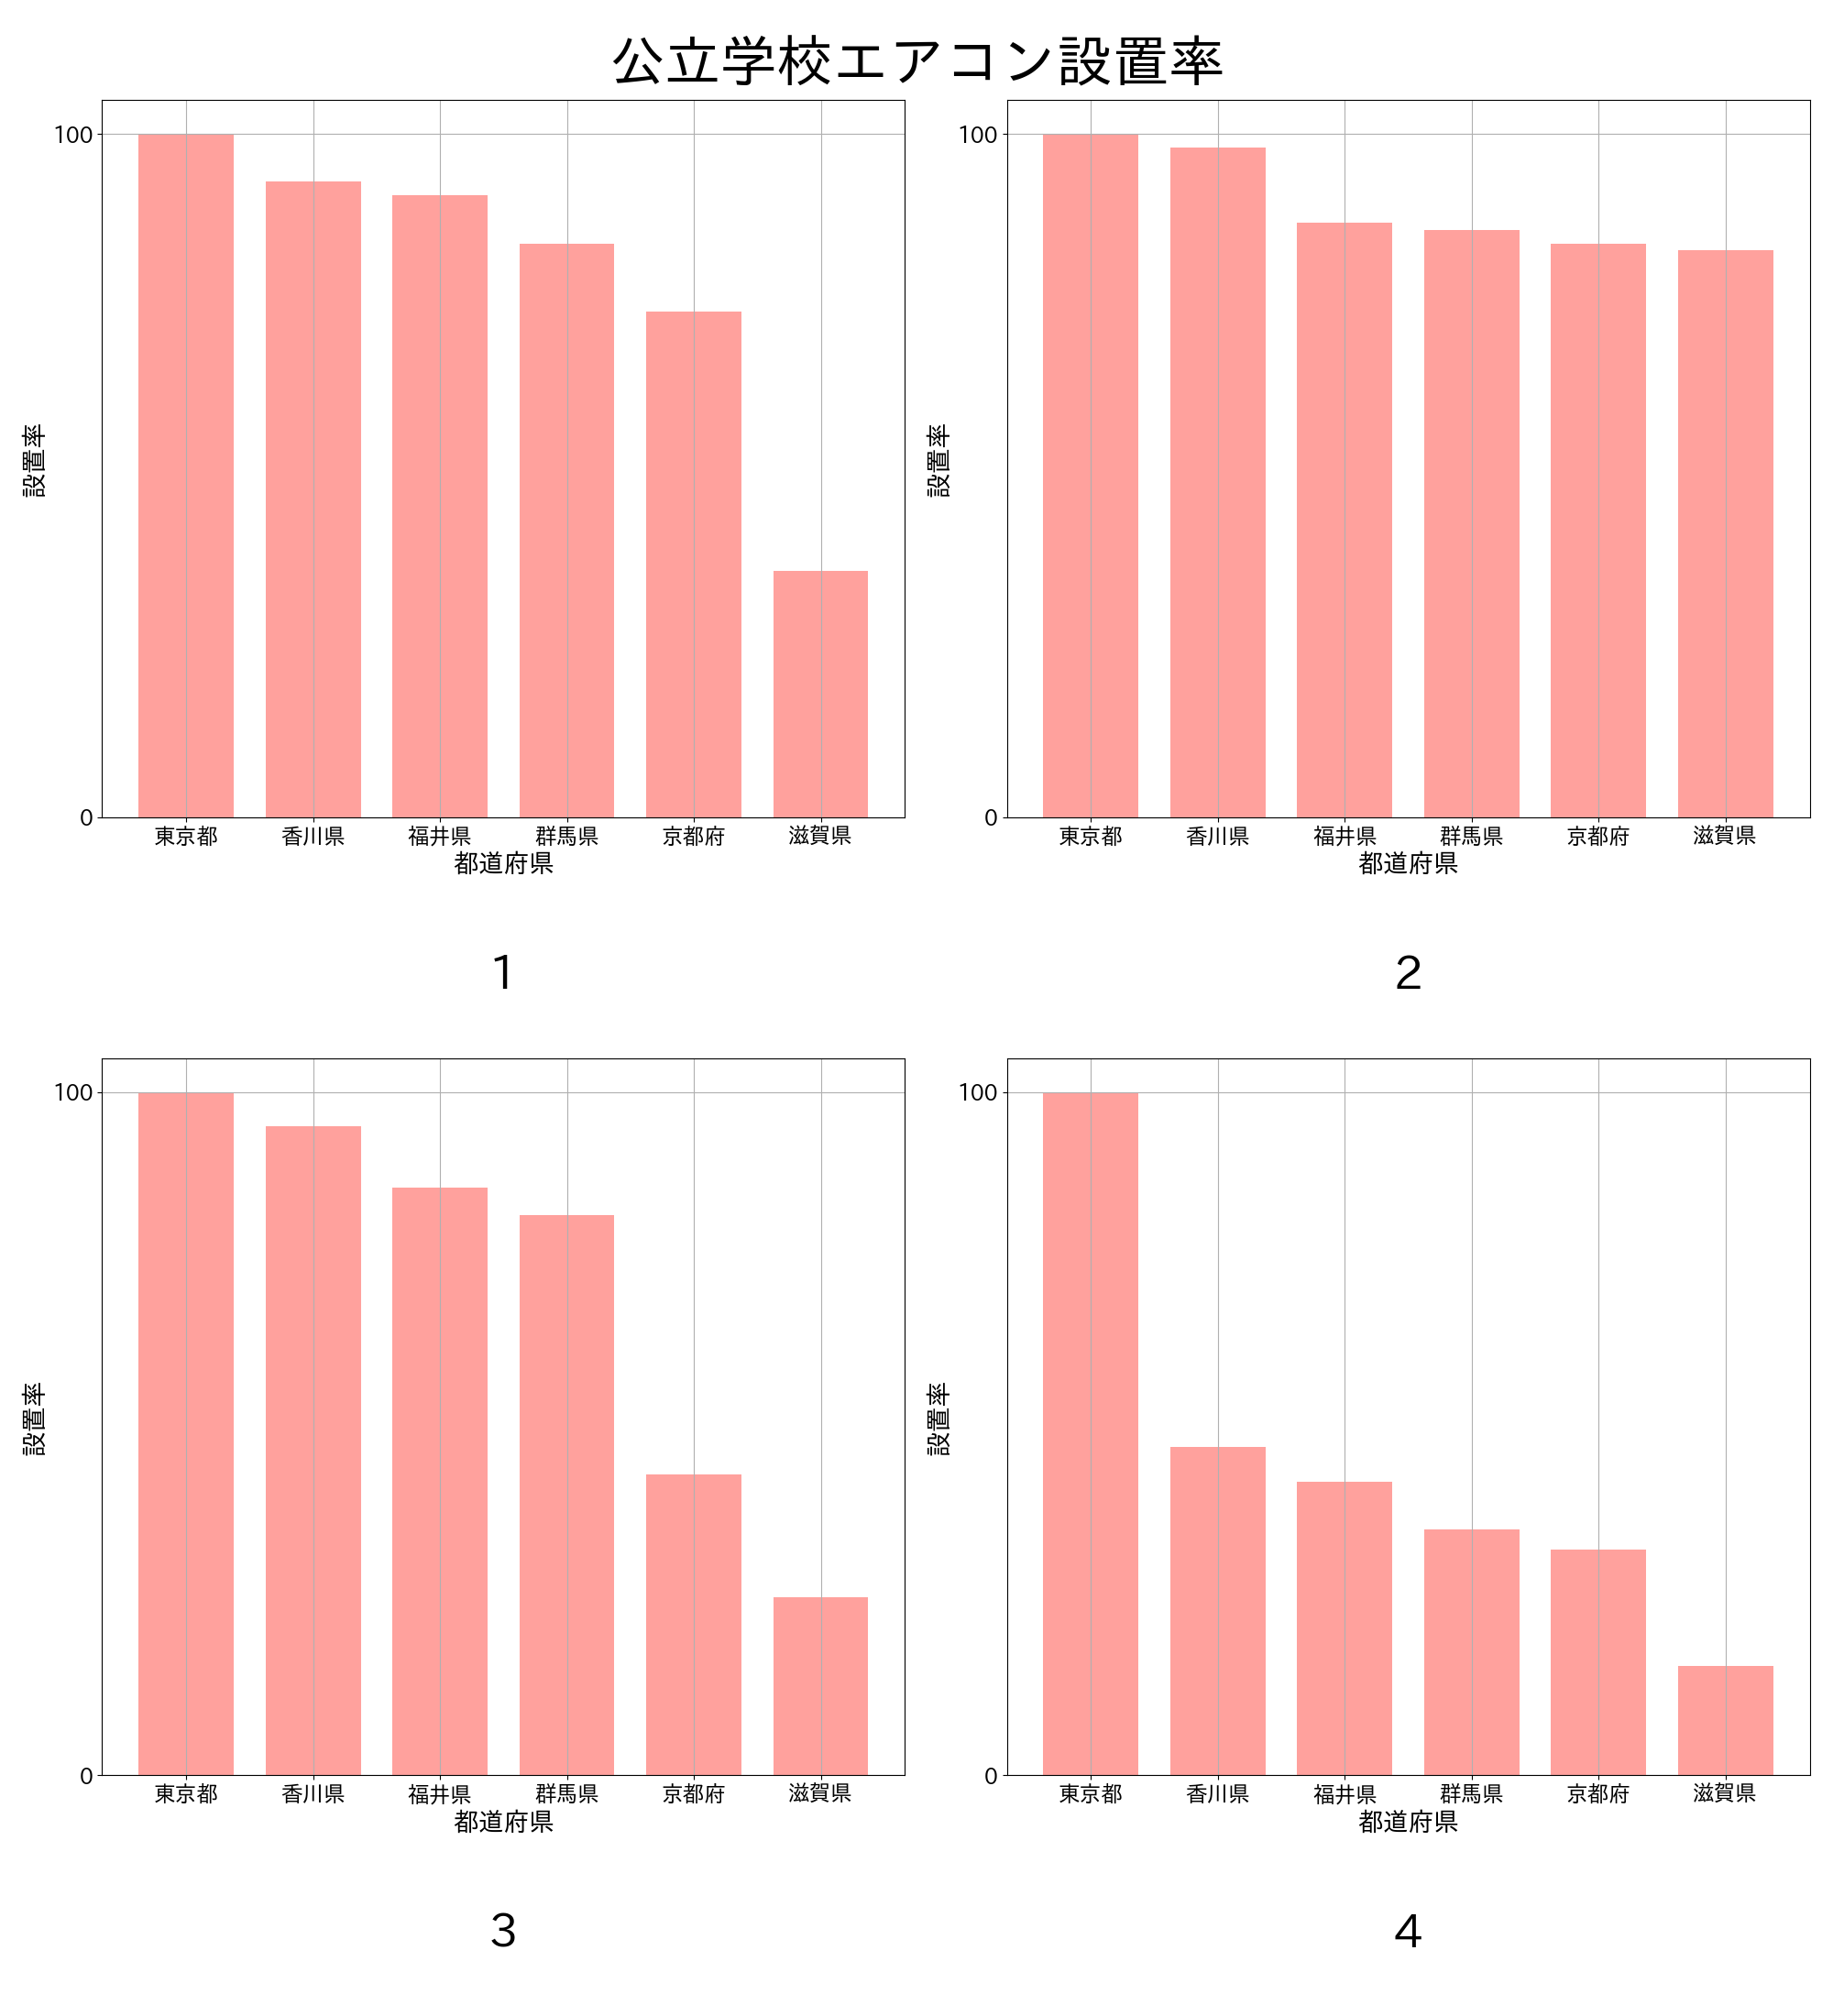 公立学校エアコン設置率
100
0
設置率
東京都 香川県 福井県 群馬県 京都府 滋賀県
都道府県
1
100
0
設置率
東京都 香川県 福井県 群馬県 京都府 滋賀県
都道府県
2
100
0
設置率
東京都 香川県 福井県 群馬県 京都府 滋賀県
都道府県
3
100
0
設置率
東京都 香川県 福井県 群馬県 京都府 滋賀県
都道府県
4